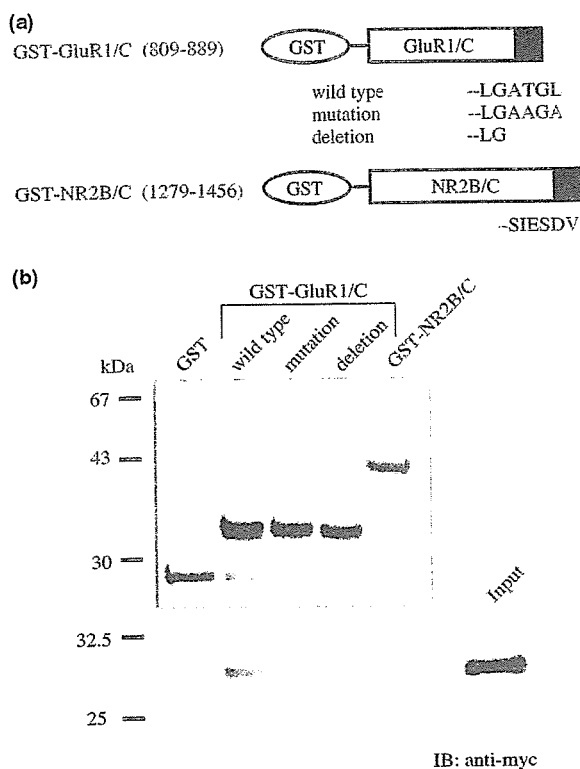 (a)
GST-GluR1/C (809-889) GST GluR1/C
wild type --LGATGL
mutation --LGAAGA
deletion --LG
GST-NR2B/C (1279-1456) GST NR2B/C
--SIESDV
(b)
GST-GluR1/C
GST wild type mutation deletion GST-NR2B/C
kDa
67
43
30
Input
32.5
25
IB: anti-myc